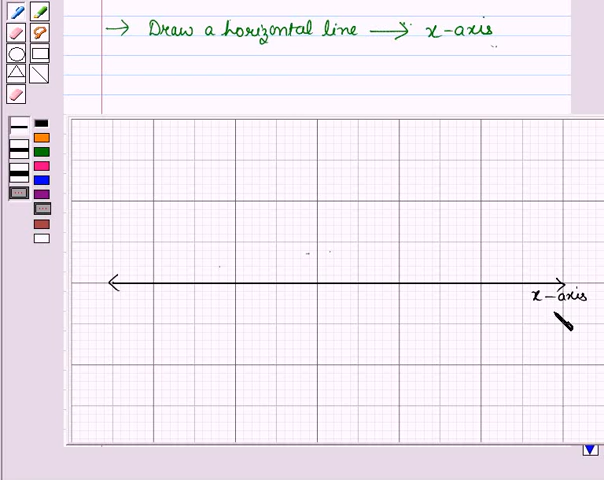 → Draw a horizontal line → x-axis
x-axis